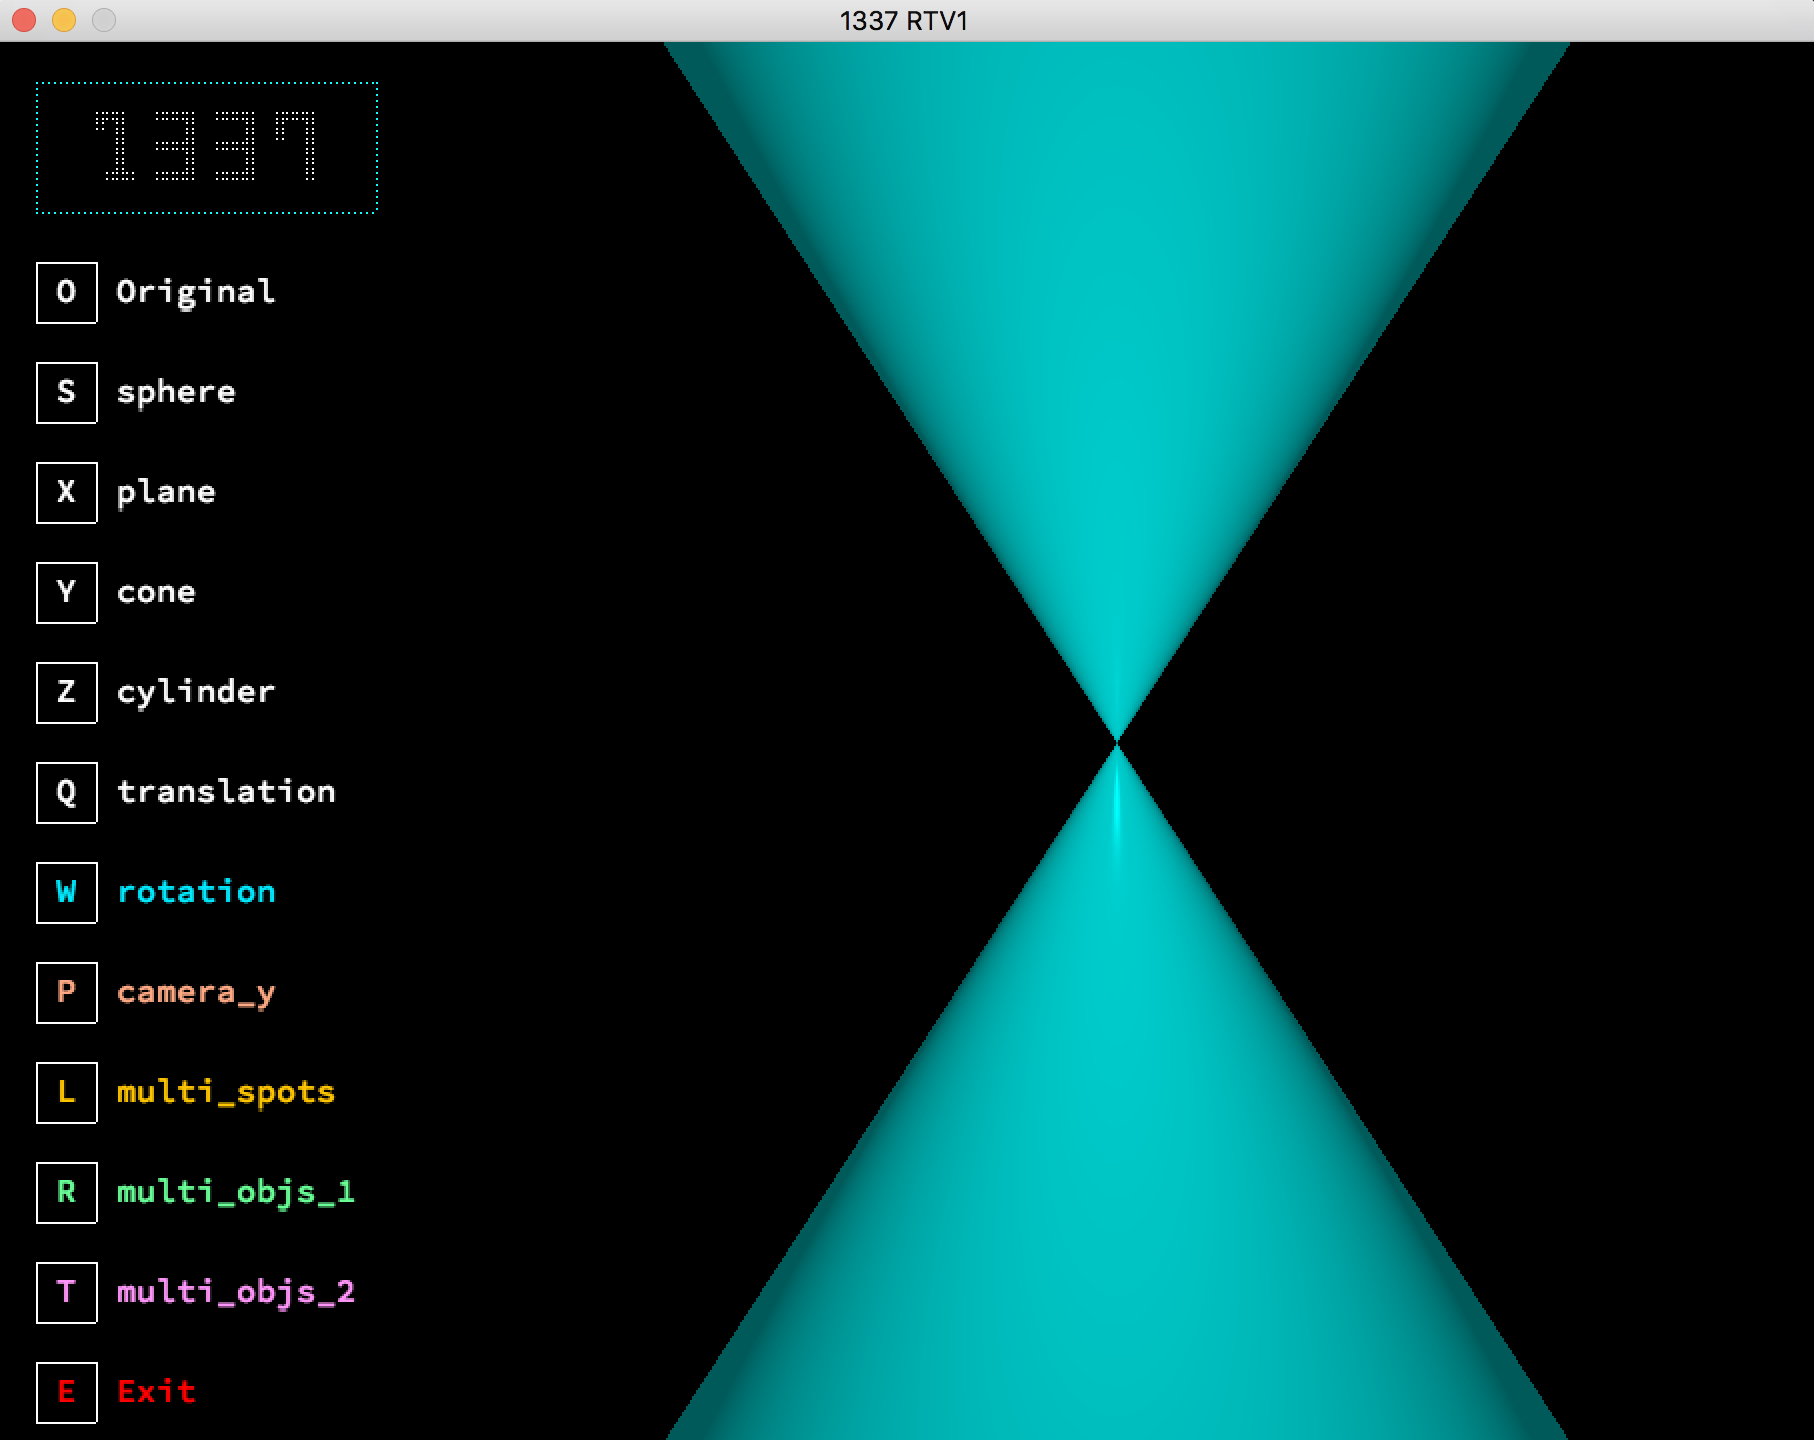 1337 RTV1
1337
O Original
S sphere
X plane
Y cone
Z cylinder
Q translation
W rotation
P camera_y
L multi_spots
R multi_objs_1
T multi_objs_2
E Exit